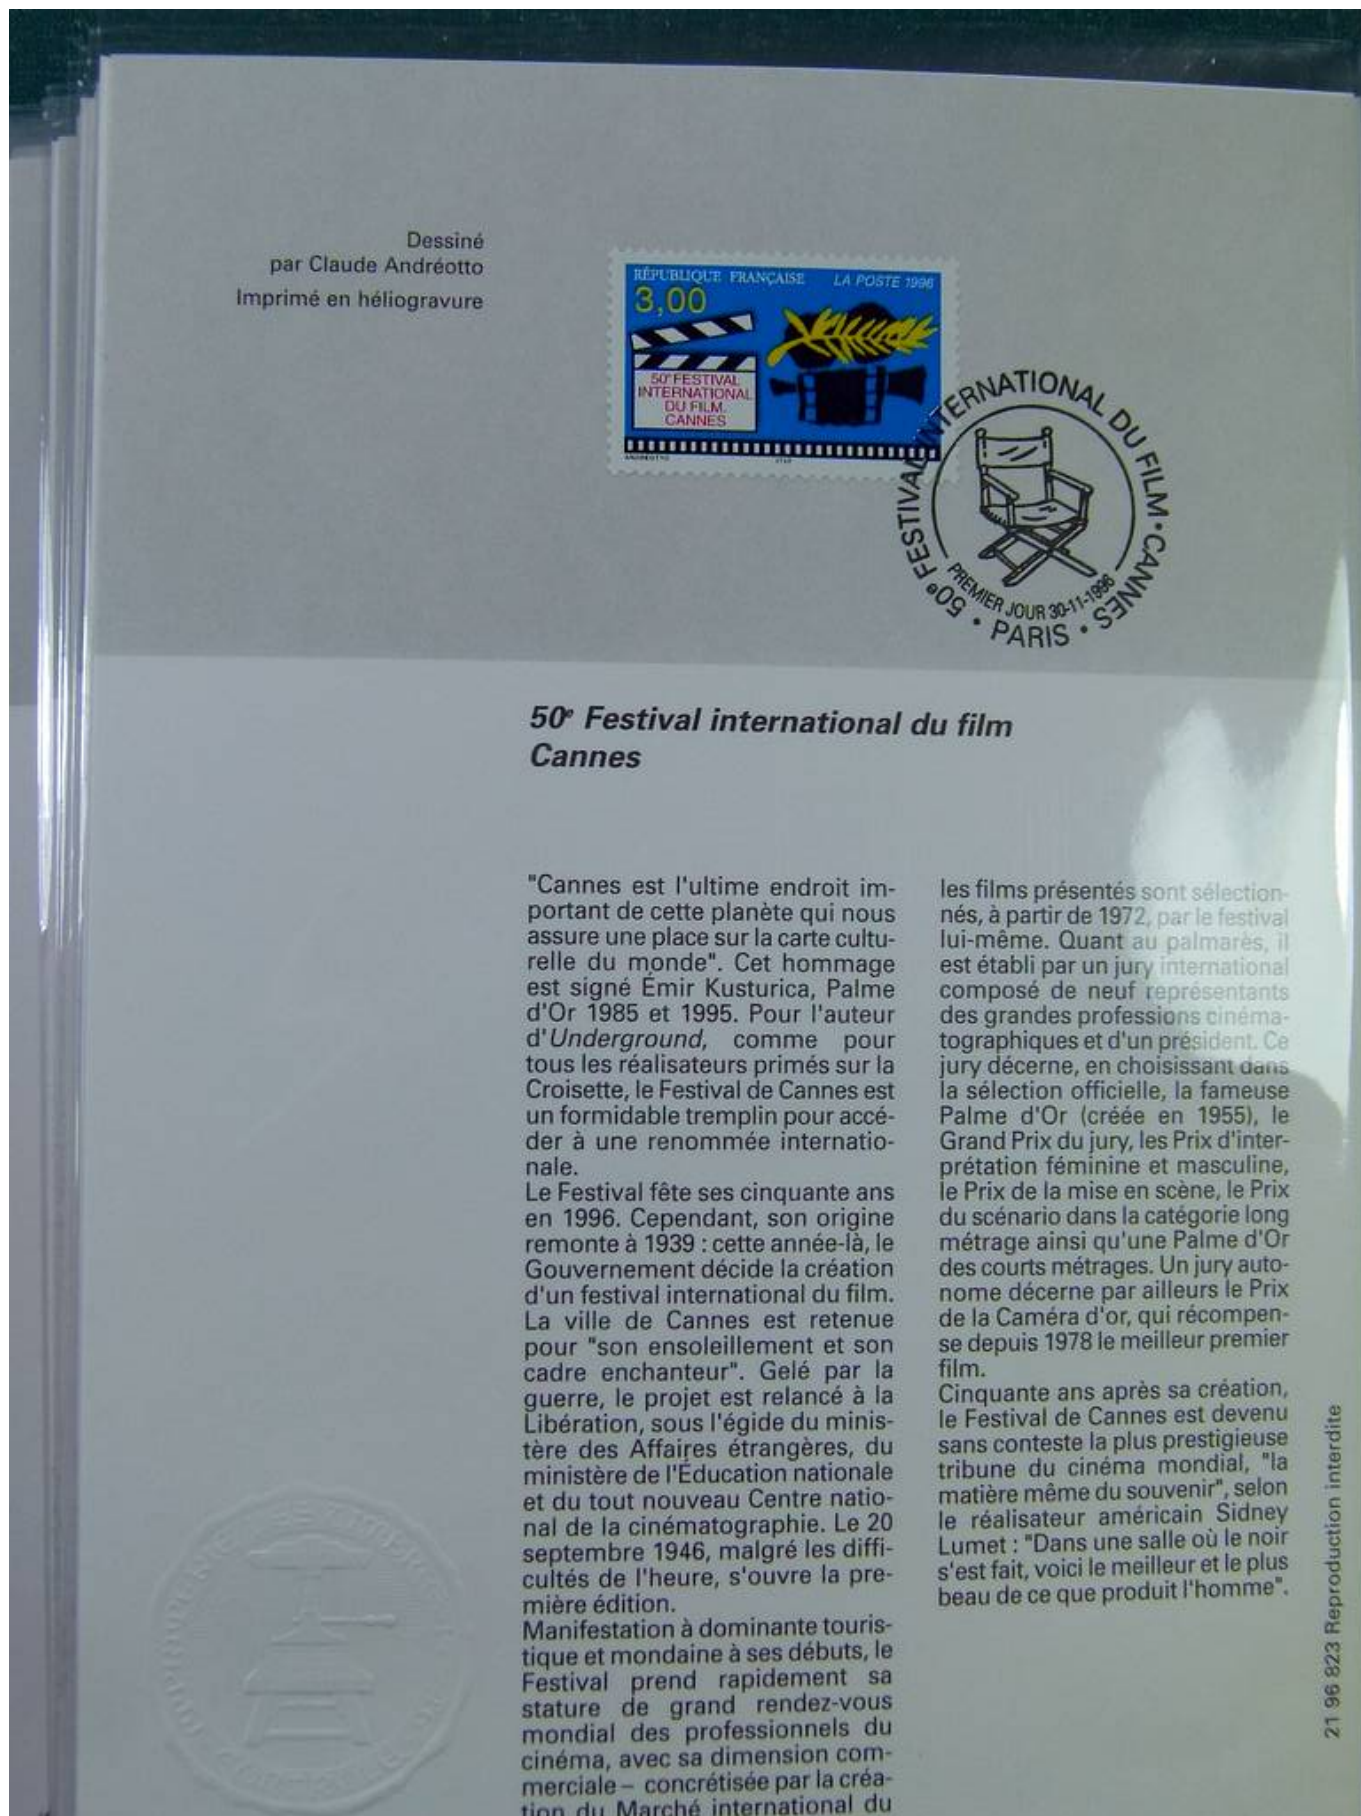 Dessiné
par Claude Andréotto
Imprimé en héliogravure
RÉPUBLIQUE FRANÇAISE LA POSTE 1996
3,00
50e FESTIVAL
INTERNATIONAL
DU FILM.
CANNES
ANDREOTTO
50e FESTIVAL INTERNATIONAL DU FILM • CANNES
PREMIER JOUR 30-11-1996
• PARIS •
50e Festival international du film
Cannes
"Cannes est l'ultime endroit im-
portant de cette planète qui nous
assure une place sur la carte cultu-
relle du monde". Cet hommage
est signé Émir Kusturica, Palme
d'Or 1985 et 1995. Pour l'auteur
d'Underground, comme pour
tous les réalisateurs primés sur la
Croisette, le Festival de Cannes est
un formidable tremplin pour accé-
der à une renommée internatio-
nale.
Le Festival fête ses cinquante ans
en 1996. Cependant, son origine
remonte à 1939 : cette année-là, le
Gouvernement décide la création
d'un festival international du film.
La ville de Cannes est retenue
pour "son ensoleillement et son
cadre enchanteur". Gelé par la
guerre, le projet est relancé à la
Libération, sous l'égide du minis-
tère des Affaires étrangères, du
ministère de l'Éducation nationale
et du tout nouveau Centre natio-
nal de la cinématographie. Le 20
septembre 1946, malgré les diffi-
cultés de l'heure, s'ouvre la pre-
mière édition.
Manifestation à dominante touris-
tique et mondaine à ses débuts, le
Festival prend rapidement sa
stature de grand rendez-vous
mondial des professionnels du
cinéma, avec sa dimension com-
merciale – concrétisée par la créa-
tion du Marché international du
les films présentés sont sélection-
nés, à partir de 1972, par le festival
lui-même. Quant au palmarès, il
est établi par un jury international
composé de neuf représentants
des grandes professions cinéma-
tographiques et d'un président. Ce
jury décerne, en choisissant dans
la sélection officielle, la fameuse
Palme d'Or (créée en 1955), le
Grand Prix du jury, les Prix d'inter-
prétation féminine et masculine,
le Prix de la mise en scène, le Prix
du scénario dans la catégorie long
métrage ainsi qu'une Palme d'Or
des courts métrages. Un jury auto-
nome décerne par ailleurs le Prix
de la Caméra d'or, qui récompen-
se depuis 1978 le meilleur premier
film.
Cinquante ans après sa création,
le Festival de Cannes est devenu
sans conteste la plus prestigieuse
tribune du cinéma mondial, "la
matière même du souvenir", selon
le réalisateur américain Sidney
Lumet : "Dans une salle où le noir
s'est fait, voici le meilleur et le plus
beau de ce que produit l'homme".
21 96 823 Reproduction interdite